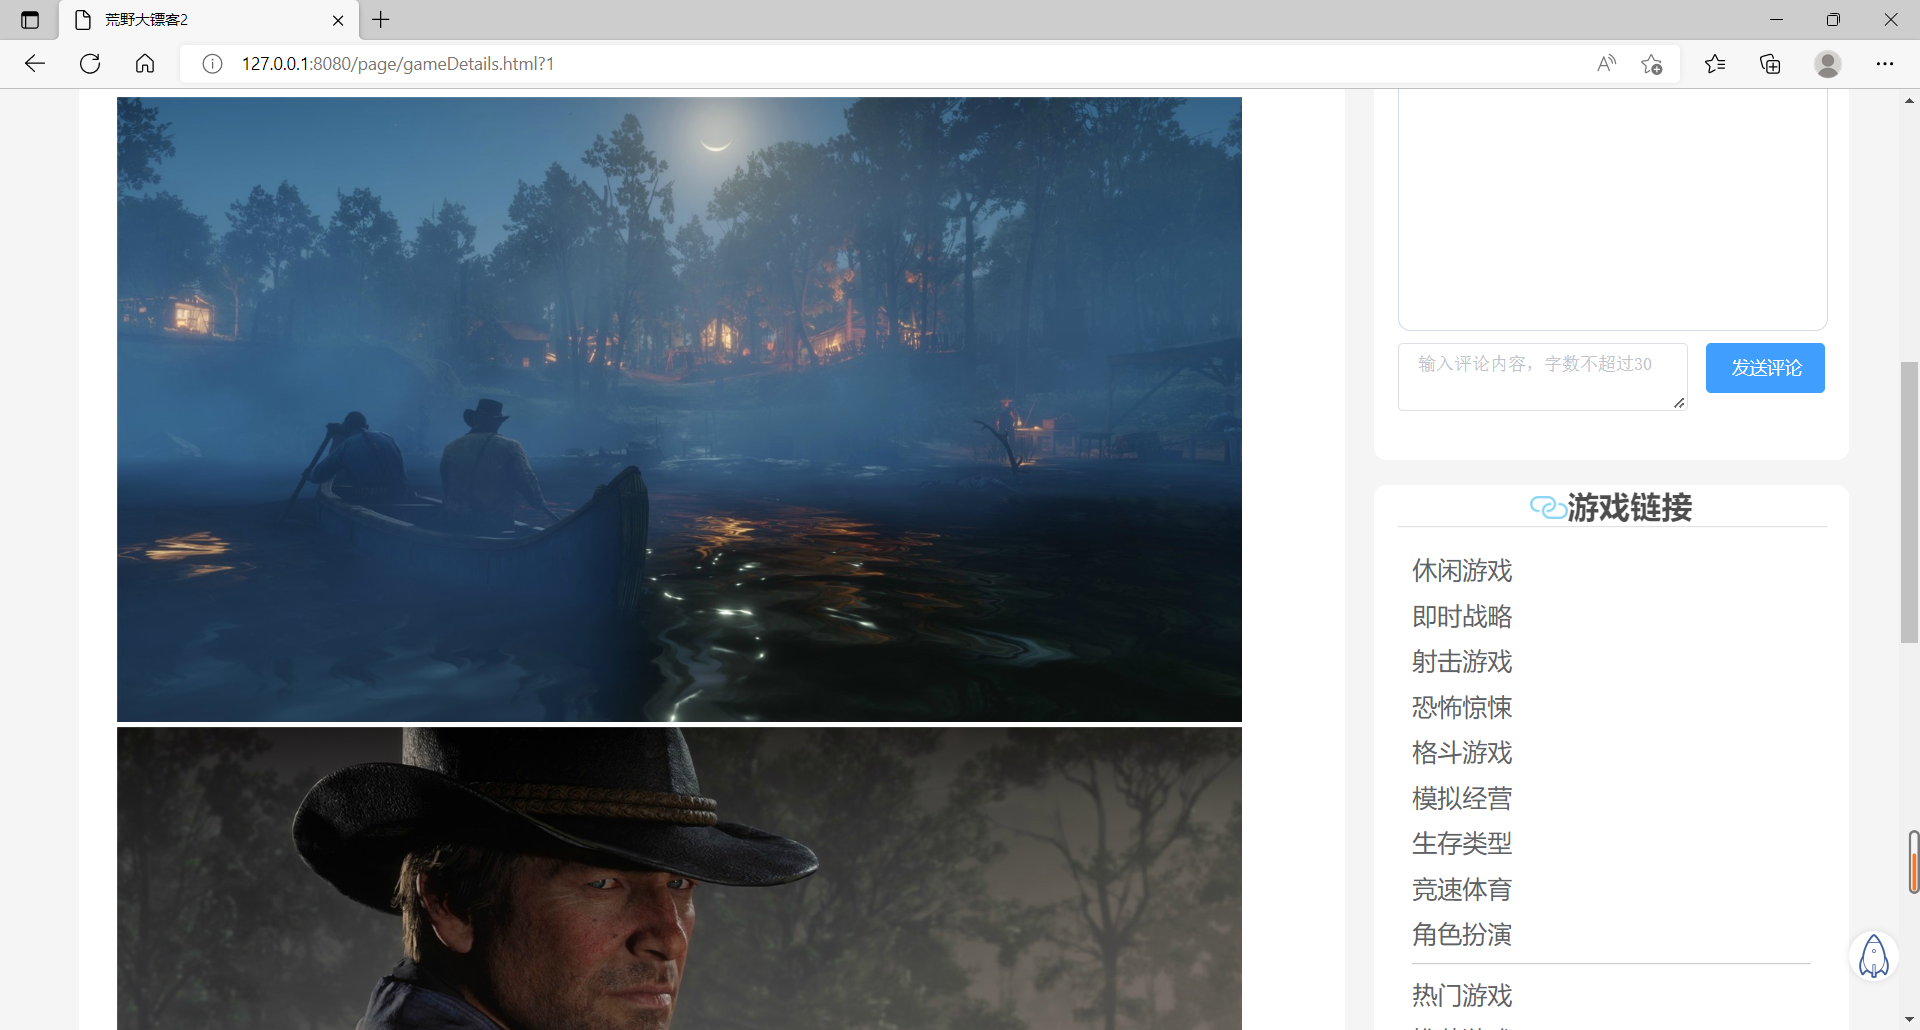 荒野大镖客2
127.0.0.1:8080/page/gameDetails.html?1
输入评论内容，字数不超过30
发送评论
游戏链接
休闲游戏
即时战略
射击游戏
恐怖惊悚
格斗游戏
模拟经营
生存类型
竞速体育
角色扮演
热门游戏